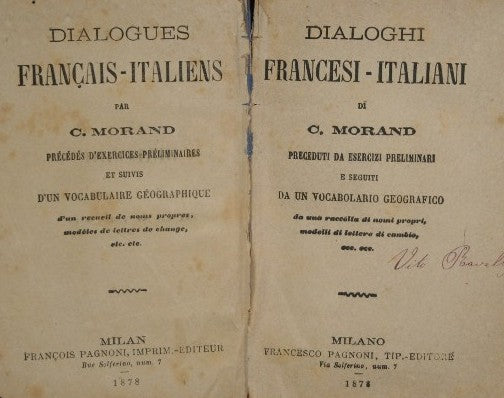 DIALOGUES
FRANÇAIS-ITALIENS
PAR
C. MORAND
PRÉCÉDÉS D'EXERCICES PRÉLIMINAIRES
ET SUIVIS
D'UN VOCABULAIRE GÉOGRAPHIQUE
d'un recueil de noms propres,
modèles de lettres de change,
etc. etc.
MILAN
FRANÇOIS PAGNONI, IMPRIM.-EDITEUR
Rue Solferino, num. 7
1878
DIALOGHI
FRANCESI-ITALIANI
DI
C. MORAND
PRECEDUTI DA ESERCIZI PRELIMINARI
E SEGUITI
DA UN VOCABOLARIO GEOGRAFICO
da una raccolta di nomi propri,
modelli di lettere di cambio,
ecc. ecc.
Vito
MILANO
FRANCESCO PAGNONI, TIP.-EDITORE
Via Solferino, num. 7
1878